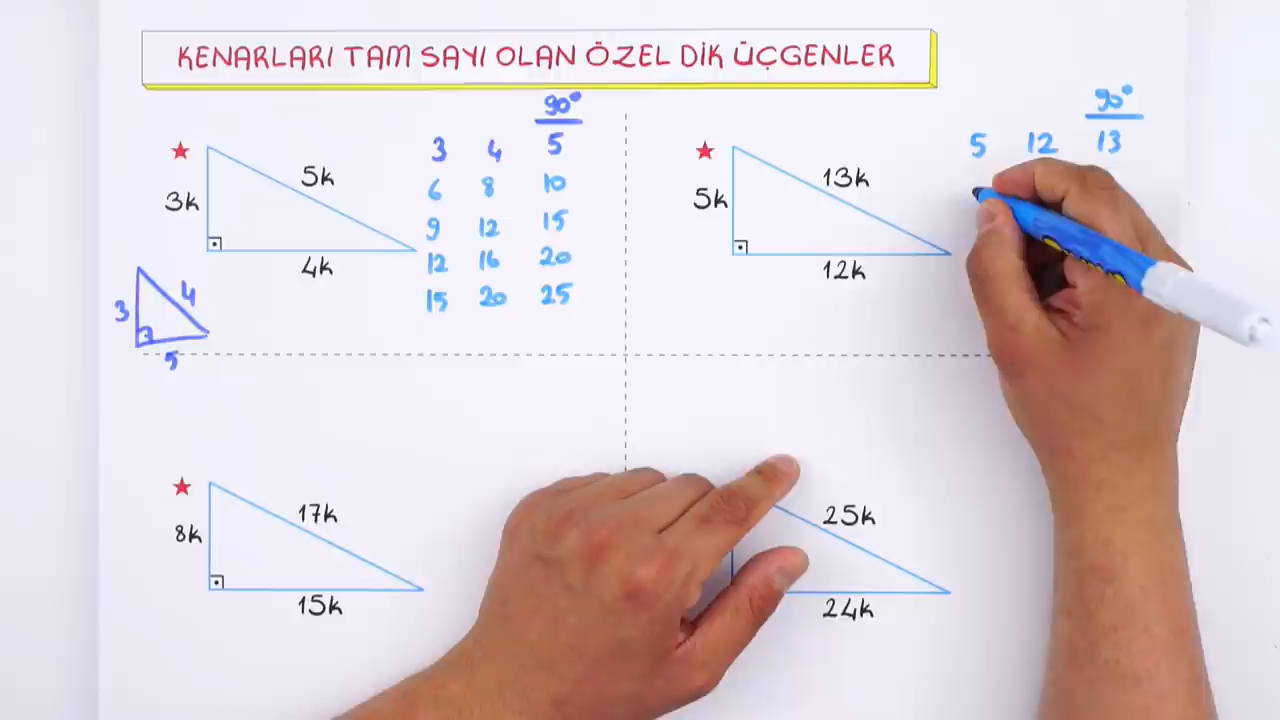 KENARLARI TAM SAYI OLAN ÖZEL DİK ÜÇGENLER
★ 3k 5k 4k
90°
3 4 5
6 8 10
9 12 15
12 16 20
15 20 25
3 4 5
★ 5k 13k 12k
90°
5 12 13
★ 8k 17k 15k
25k 24k